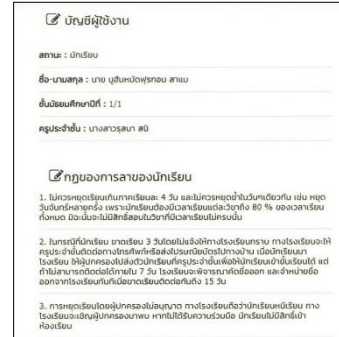 บัญชีผู้ใช้งาน
สถานะ : นักเรียน
ชื่อ-นามสกุล : นาย มูฮัมหมัดฟุรกอน สาแม
ชั้นมัธยมศึกษาปีที่ : 1/1
ครูประจำชั้น : นางสาวรุสนา สนิ
กฎของการลาของนักเรียน
1. ไม่ควรหยุดเรียนเกินภาคเรียนละ 4 วัน และไม่ควรหยุดซ้ำในวันๆเดียวกัน เช่น หยุด
วันจันทร์หลายครั้ง เพราะนักเรียนต้องมีเวลาเรียนแต่ละวิชาถึง 80 % ของเวลาเรียน
ทั้งหมด มิฉะนั้นจะไม่มีสิทธิ์สอบในวิชาที่มีเวลาเรียนไม่ครบนั้น
2. ในกรณีที่นักเรียน ขาดเรียน 3 วันโดยไม่แจ้งให้ทางโรงเรียนทราบ ทางโรงเรียนจะให้
ครูประจำชั้นติดต่อทางโทรศัพท์หรือส่งไปรษณียบัตรไปทางบ้าน เมื่อนักเรียนมา
โรงเรียน ให้ผู้ปกครองไปส่งตัวนักเรียนที่ครูประจำชั้นเพื่อให้นักเรียนเข้าชั้นเรียนได้ แต่
ถ้าไม่สามารถติดต่อได้ภายใน 7 วัน โรงเรียนจะพิจารณาคัดชื่อออก และจำหน่ายชื่อ
ออกจากโรงเรียนทันทีเมื่อขาดเรียนติดต่อกันถึง 15 วัน
3. การหยุดเรียนโดยผู้ปกครองไม่อนุญาต ทางโรงเรียนถือว่านักเรียนหนีเรียน ทาง
โรงเรียนจะเชิญผู้ปกครองมาพบ หากไม่ได้รับความร่วมมือ นักเรียนไม่มีสิทธิ์เข้า
ห้องเรียน